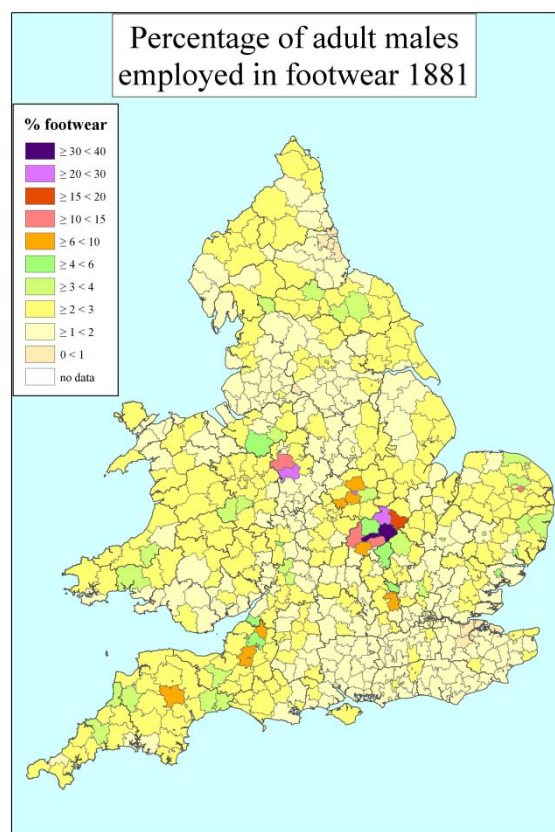 Percentage of adult males
employed in footwear 1881
% footwear
≥ 30 < 40
≥ 20 < 30
≥ 15 < 20
≥ 10 < 15
≥ 6 < 10
≥ 4 < 6
≥ 3 < 4
≥ 2 < 3
≥ 1 < 2
0 < 1
no data